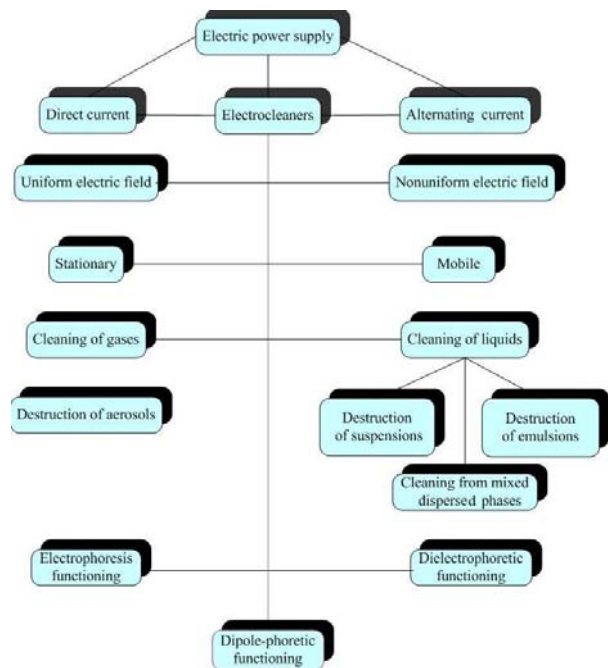 Electric power supply
Direct current
Electrocleaners
Alternating current
Uniform electric field
Nonuniform electric field
Stationary
Mobile
Cleaning of gases
Cleaning of liquids
Destruction of aerosols
Destruction
of suspensions
Destruction
of emulsions
Cleaning from mixed
dispersed phases
Electrophoresis
functioning
Dielectrophoretic
functioning
Dipole-phoretic
functioning